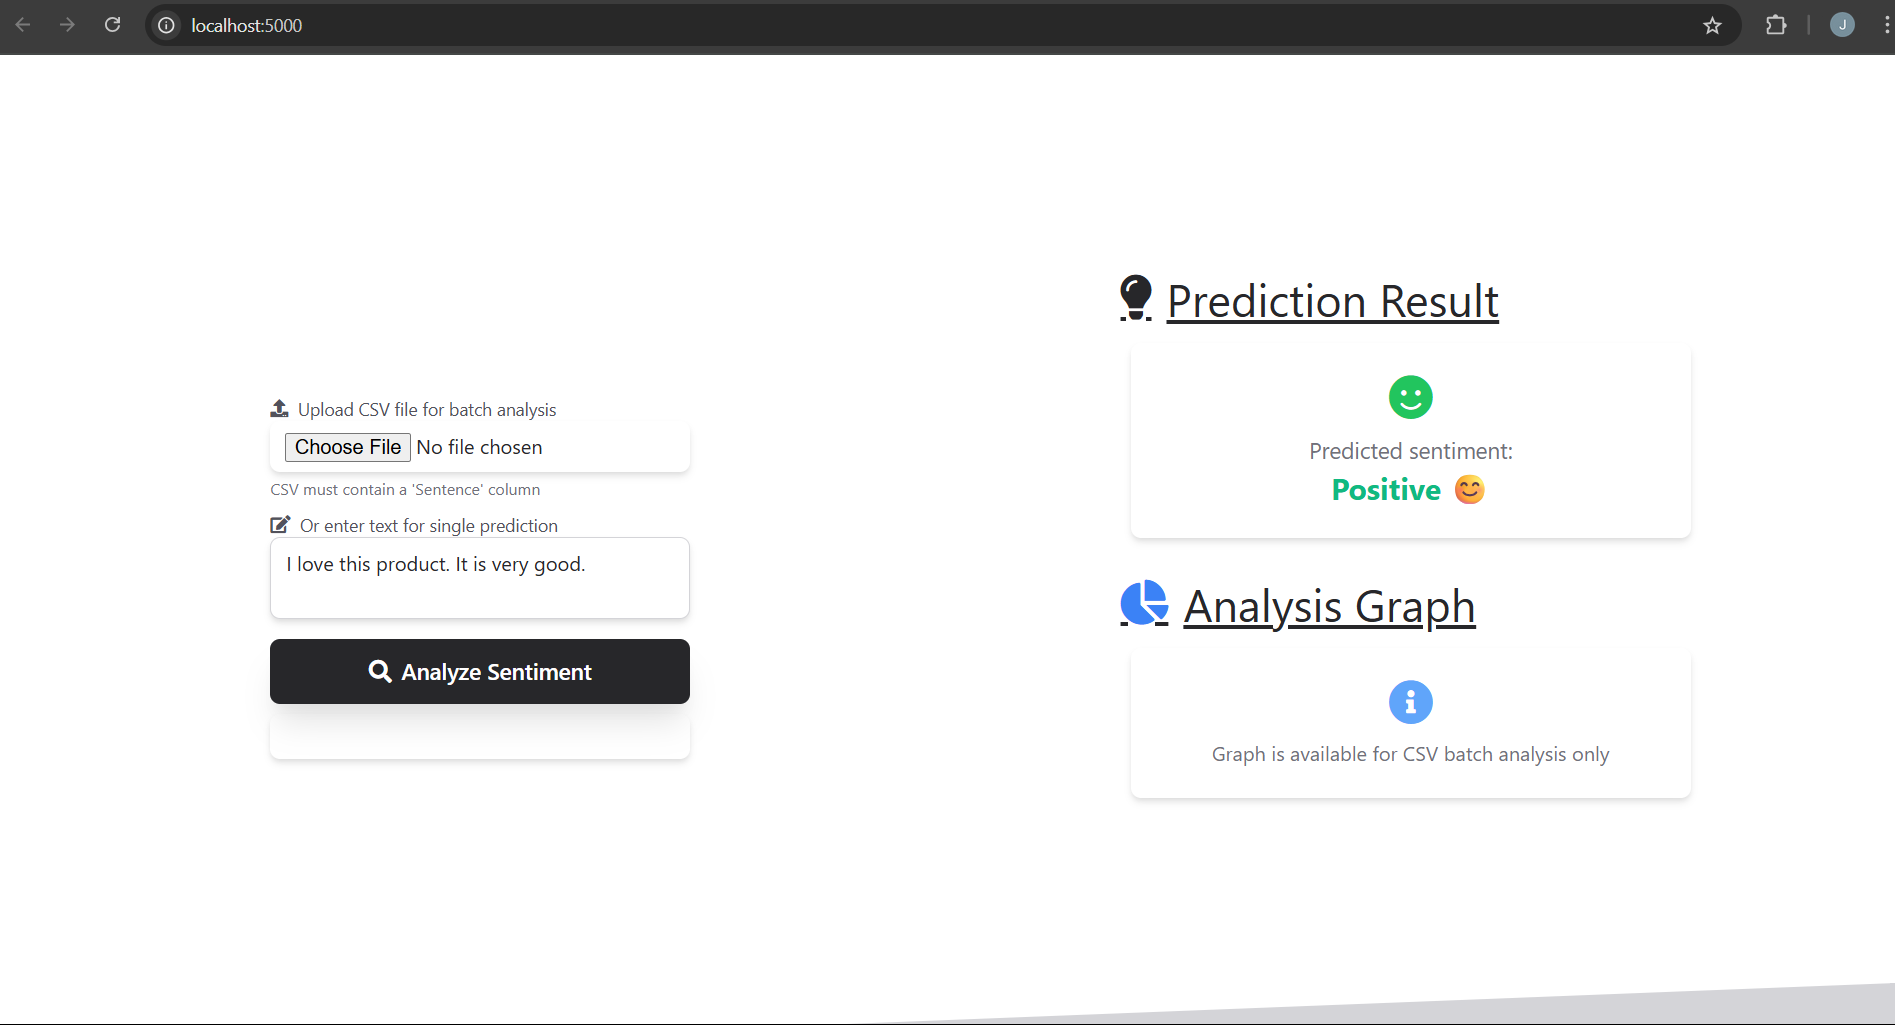 localhost:5000
J
Upload CSV file for batch analysis
Choose File No file chosen
CSV must contain a 'Sentence' column
Or enter text for single prediction
I love this product. It is very good.
Analyze Sentiment
Prediction Result
Predicted sentiment:
Positive 😊
Analysis Graph
Graph is available for CSV batch analysis only